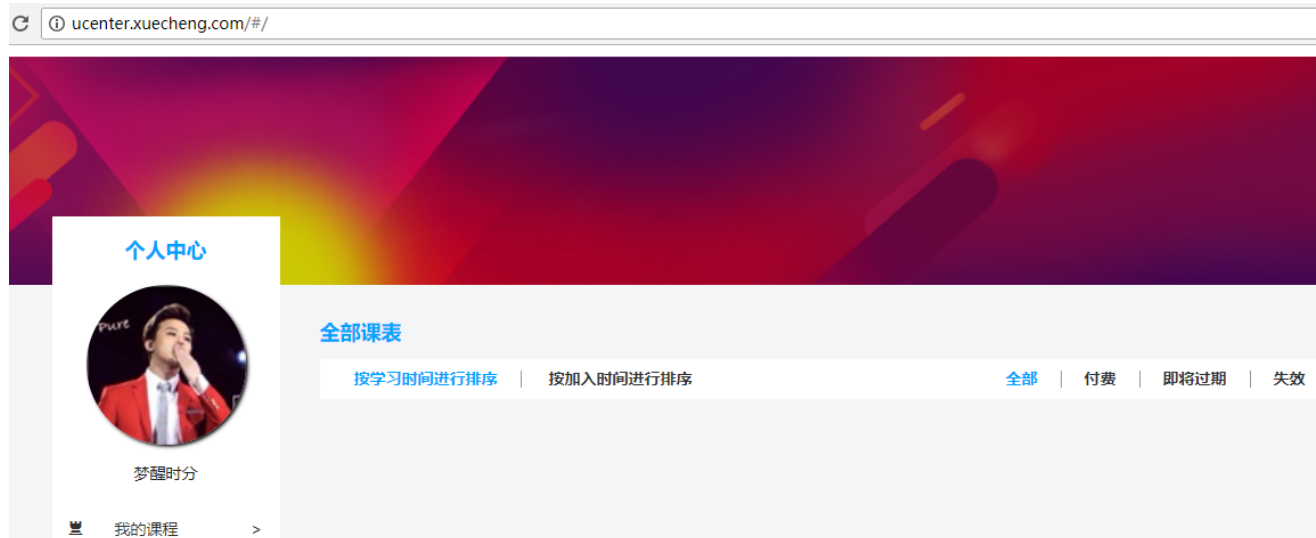 ucenter.xuecheng.com/#/
个人中心
Pure
梦醒时分
我的课程 >
全部课表
按学习时间进行排序 | 按加入时间进行排序 全部 | 付费 | 即将过期 | 失效